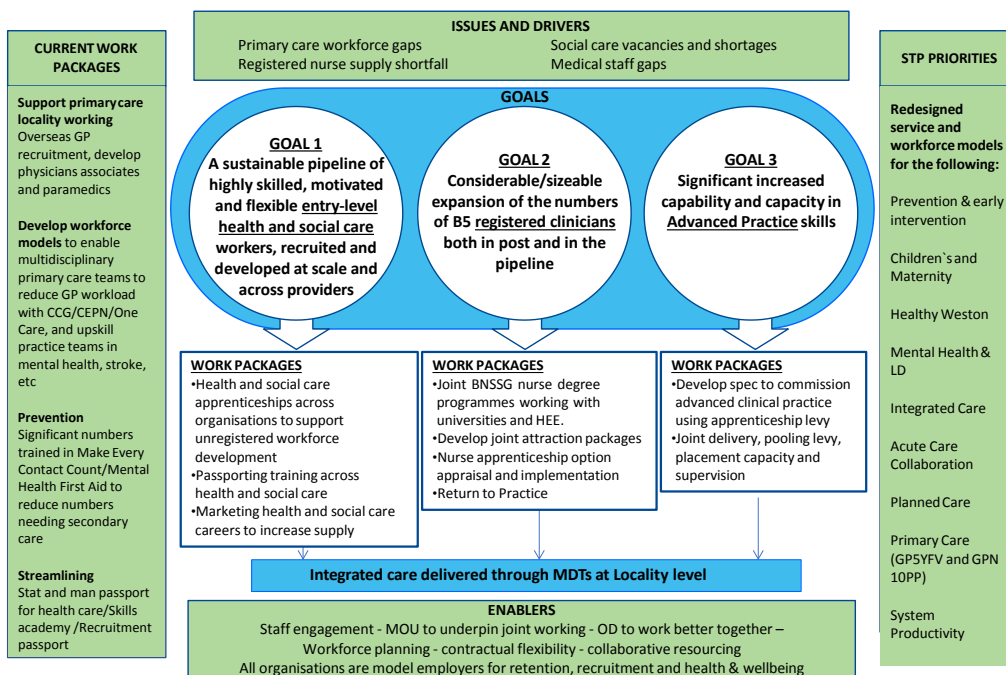 ISSUES AND DRIVERS
Primary care workforce gaps
Social care vacancies and shortages
Registered nurse supply shortfall
Medical staff gaps
CURRENT WORK
PACKAGES
Support primary care
locality working
Overseas GP
recruitment, develop
physicians associates
and paramedics
Develop workforce
models to enable
multidisciplinary
primary care teams to
reduce GP workload
with CCG/CEPN/One
Care, and upskill
practice teams in
mental health, stroke,
etc
Prevention
Significant numbers
trained in Make Every
Contact Count/Mental
Health First Aid to
reduce numbers
needing secondary
care
Streamlining
Stat and man passport
for health care/Skills
academy /Recruitment
passport
GOALS
GOAL 1
A sustainable pipeline of
highly skilled, motivated
and flexible entry-level
health and social care
workers, recruited and
developed at scale and
across providers
GOAL 2
Considerable/sizeable
expansion of the numbers
of B5 registered clinicians
both in post and in the
pipeline
GOAL 3
Significant increased
capability and capacity in
Advanced Practice skills
WORK PACKAGES
•Health and social care
apprenticeships across
organisations to support
unregistered workforce
development
•Passporting training across
health and social care
•Marketing health and social care
careers to increase supply
WORK PACKAGES
•Joint BNSSG nurse degree
programmes working with
universities and HEE.
•Develop joint attraction packages
•Nurse apprenticeship option
appraisal and implementation
•Return to Practice
WORK PACKAGES
•Develop spec to commission
advanced clinical practice
using apprenticeship levy
•Joint delivery, pooling levy,
placement capacity and
supervision
Integrated care delivered through MDTs at Locality level
ENABLERS
Staff engagement - MOU to underpin joint working - OD to work better together –
Workforce planning - contractual flexibility - collaborative resourcing
All organisations are model employers for retention, recruitment and health & wellbeing
STP PRIORITIES
Redesigned
service and
workforce models
for the following:
Prevention & early
intervention
Children`s and
Maternity
Healthy Weston
Mental Health &
LD
Integrated Care
Acute Care
Collaboration
Planned Care
Primary Care
(GP5YFV and GPN
10PP)
System
Productivity